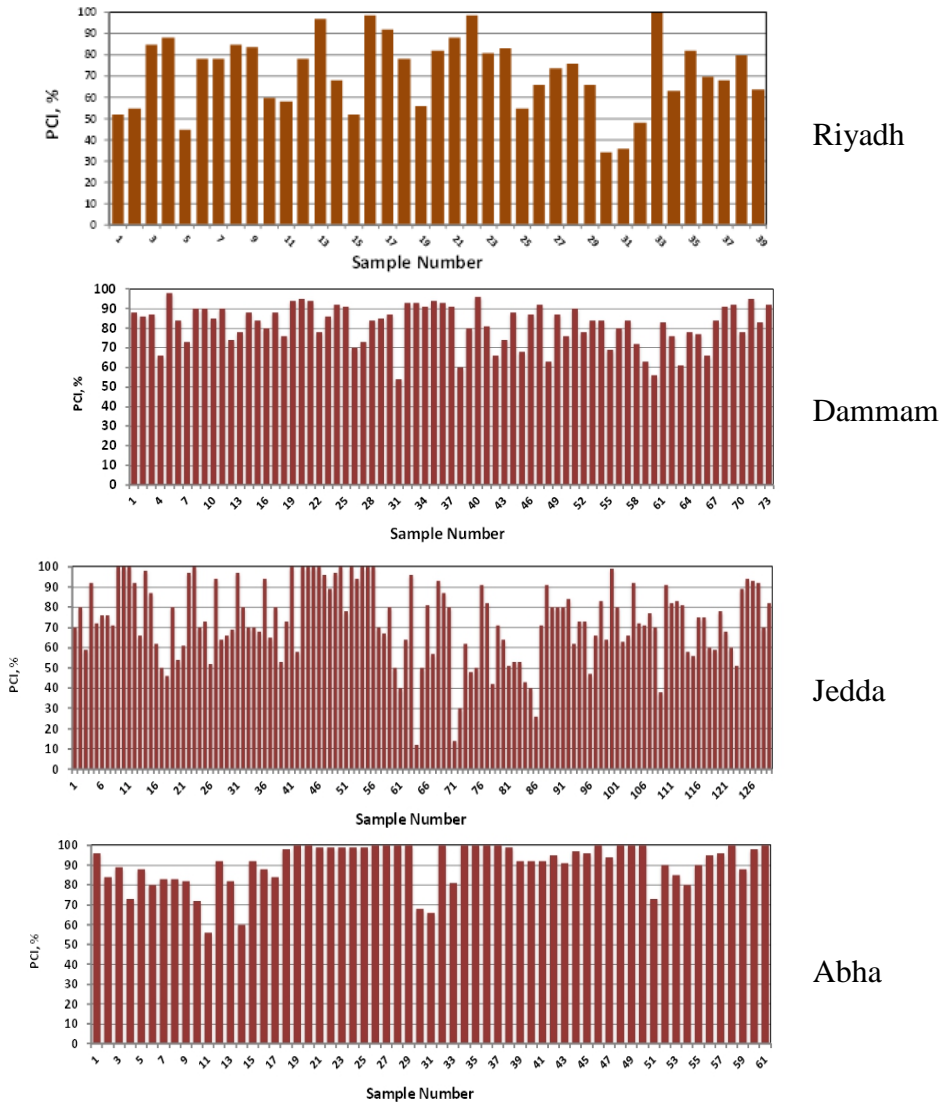 PCI, %
100
90
80
70
60
50
40
30
20
10
0
1 3 5 7 9 11 13 15 17 19 21 23 25 27 29 31 33 35 37 39
Sample Number
Riyadh
PCI, %
100
90
80
70
60
50
40
30
20
10
0
1 4 7 10 13 16 19 22 25 28 31 34 37 40 43 46 49 52 55 58 61 64 67 70 73
Sample Number
Dammam
PCI, %
100
90
80
70
60
50
40
30
20
10
0
1 6 11 16 21 26 31 36 41 46 51 56 61 66 71 76 81 86 91 96 101 106 111 116 121 126
Sample Number
Jedda
PCI, %
100
90
80
70
60
50
40
30
20
10
0
1 3 5 7 9 11 13 15 17 19 21 23 25 27 29 31 33 35 37 39 41 43 45 47 49 51 53 55 57 59 61
Sample Number
Abha